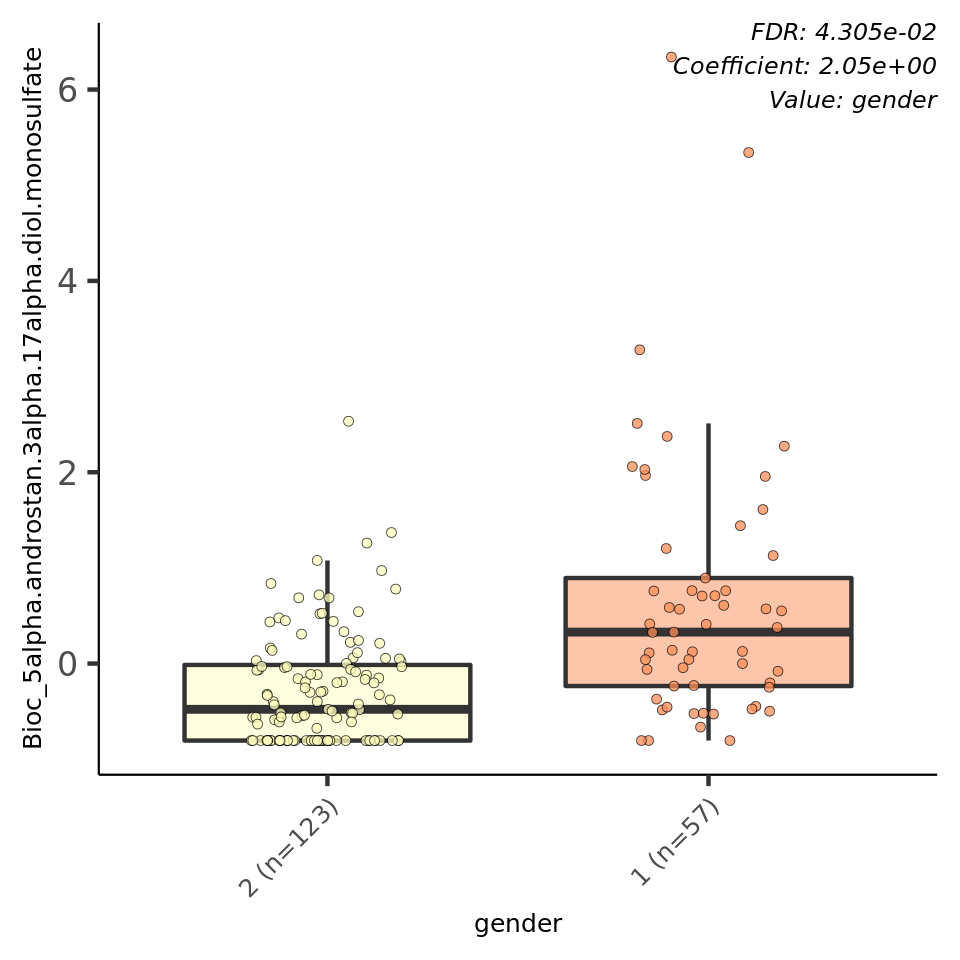 FDR: 4.305e-02
Coefficient: 2.05e+00
Value: gender
Bioc_5alpha.androstan.3alpha.17alpha.diol.monosulfate
6
4
2
0
2 (n=123)
1 (n=57)
gender